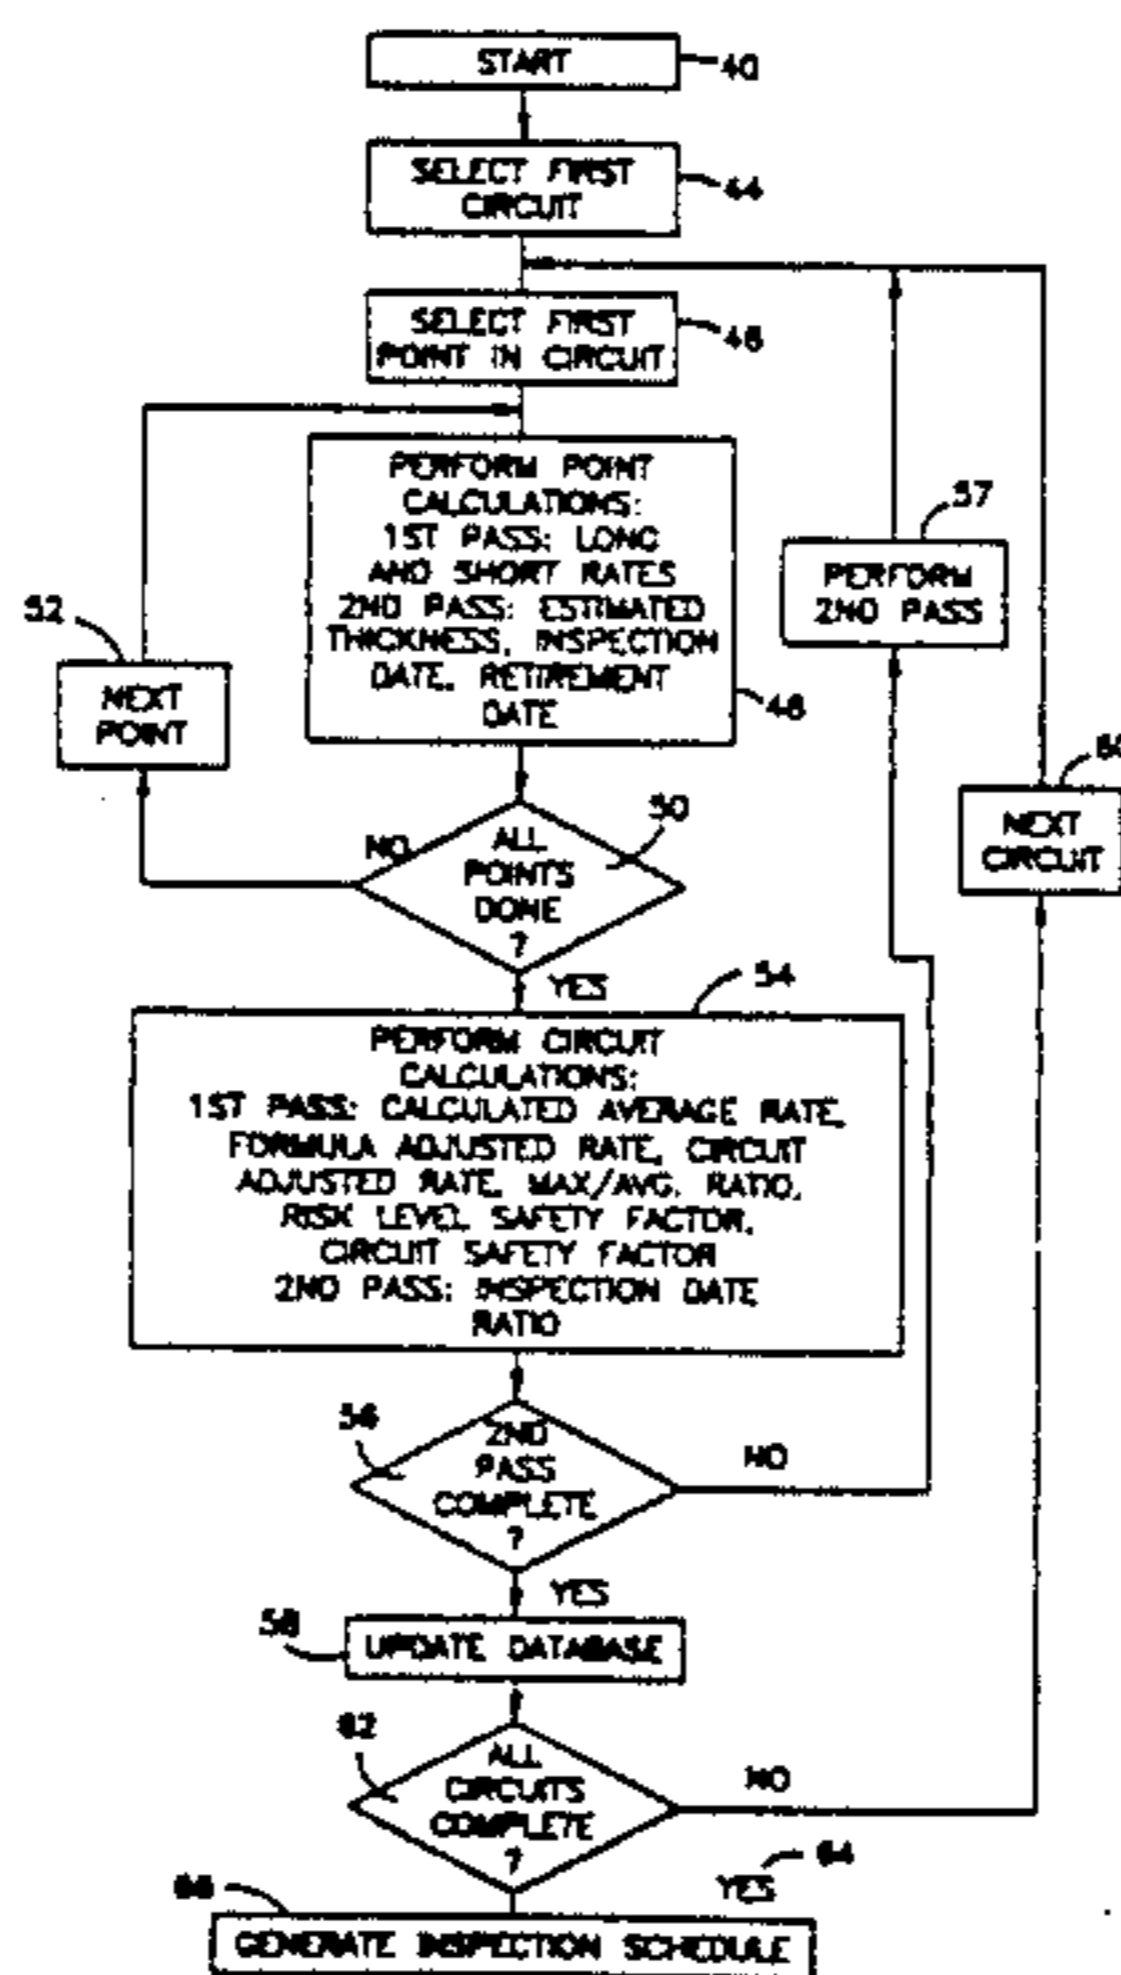 START
40
SELECT FIRST
CIRCUIT
44
SELECT FIRST
POINT IN CIRCUIT
46
PERFORM POINT
CALCULATIONS:
1ST PASS: LONG
AND SHORT RATES
2ND PASS: ESTIMATED
THICKNESS, INSPECTION
DATE, RETIREMENT
DATE
48
57
PERFORM
2ND PASS
52
NEXT
POINT
NEXT
CIRCUIT
50
NO
ALL
POINTS
DONE
?
YES
54
PERFORM CIRCUIT
CALCULATIONS:
1ST PASS: CALCULATED AVERAGE RATE,
FORMULA ADJUSTED RATE, CIRCUIT
ADJUSTED RATE, MAX/AVG. RATIO,
RISK LEVEL SAFETY FACTOR,
CIRCUIT SAFETY FACTOR
2ND PASS: INSPECTION DATE
RATIO
56
2ND
PASS
COMPLETE
?
NO
YES
58
UPDATE DATABASE
62
ALL
CIRCUITS
COMPLETE
?
NO
64
YES
66
GENERATE INSPECTION SCHEDULE